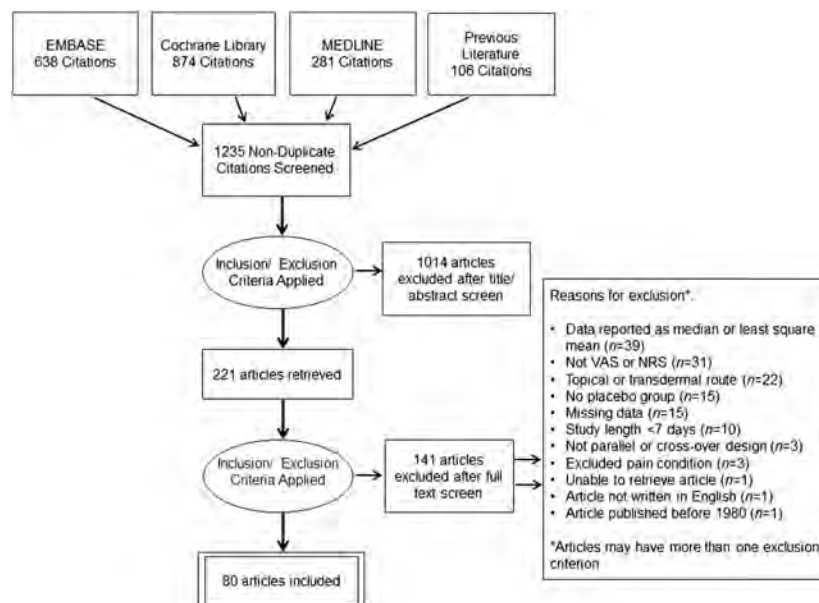 EMBASE
638 Citations
Cochrane Library
874 Citations
MEDLINE
281 Citations
Previous
Literature
106 Citations
1235 Non-Duplicate
Citations Screened
Inclusion/ Exclusion
Criteria Applied
1014 articles
excluded after title/
abstract screen
221 articles retrieved
Inclusion/ Exclusion
Criteria Applied
141 articles
excluded after full
text screen
80 articles included
Reasons for exclusion*.
• Data reported as median or least square
mean (n=39)
• Not VAS or NRS (n=31)
• Topical or transdermal route (n=22)
• No placebo group (n=15)
• Missing data (n=15)
• Study length <7 days (n=10)
• Not parallel or cross-over design (n=3)
• Excluded pain condition (n=3)
• Unable to retrieve article (n=1)
• Article not written in English (n=1)
• Article published before 1980 (n=1)
*Articles may have more than one exclusion
criterion